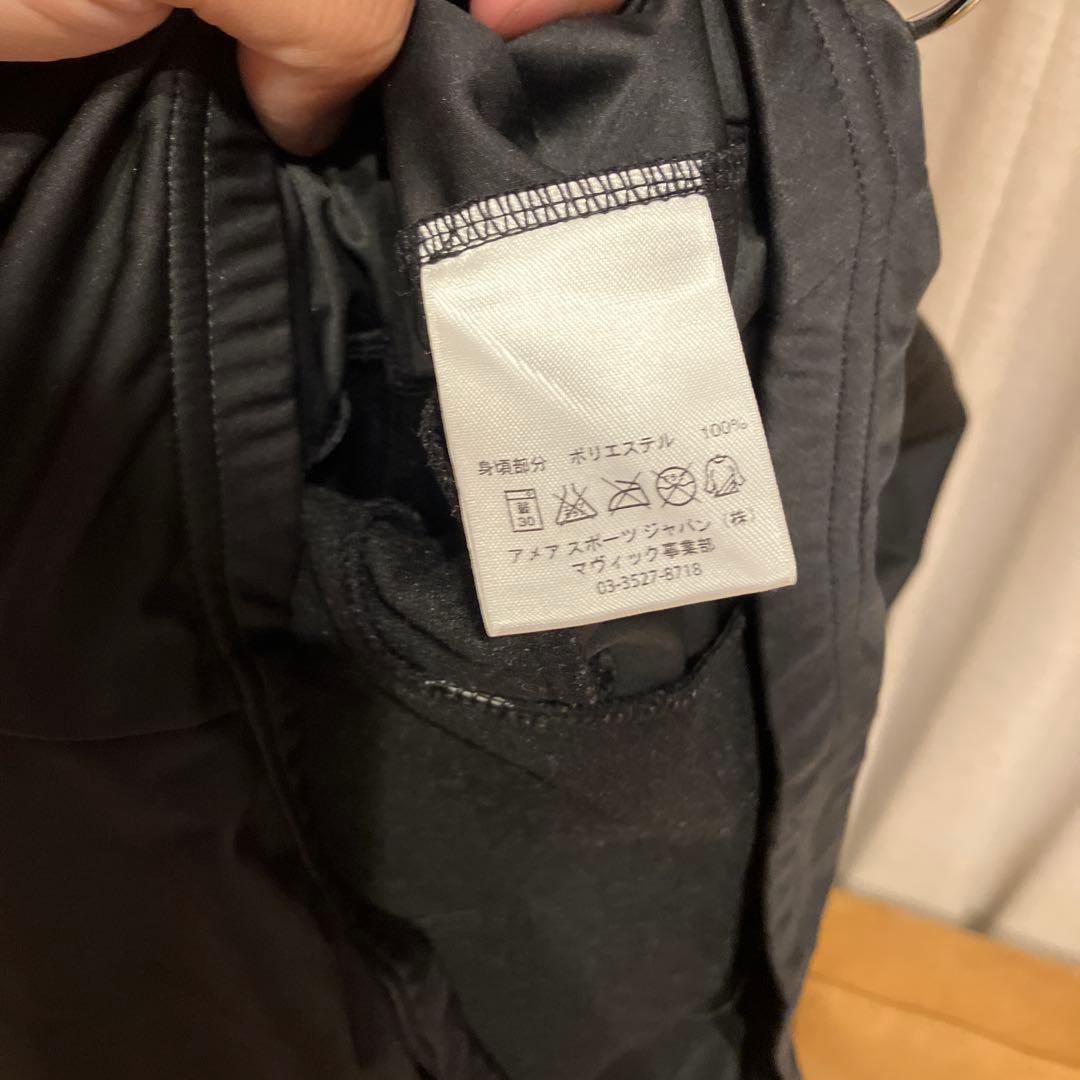 身頃部分 ポリエステル 100%
弱 30
アメア スポーツ ジャパン (株)
マヴィック事業部
03-3527-8718